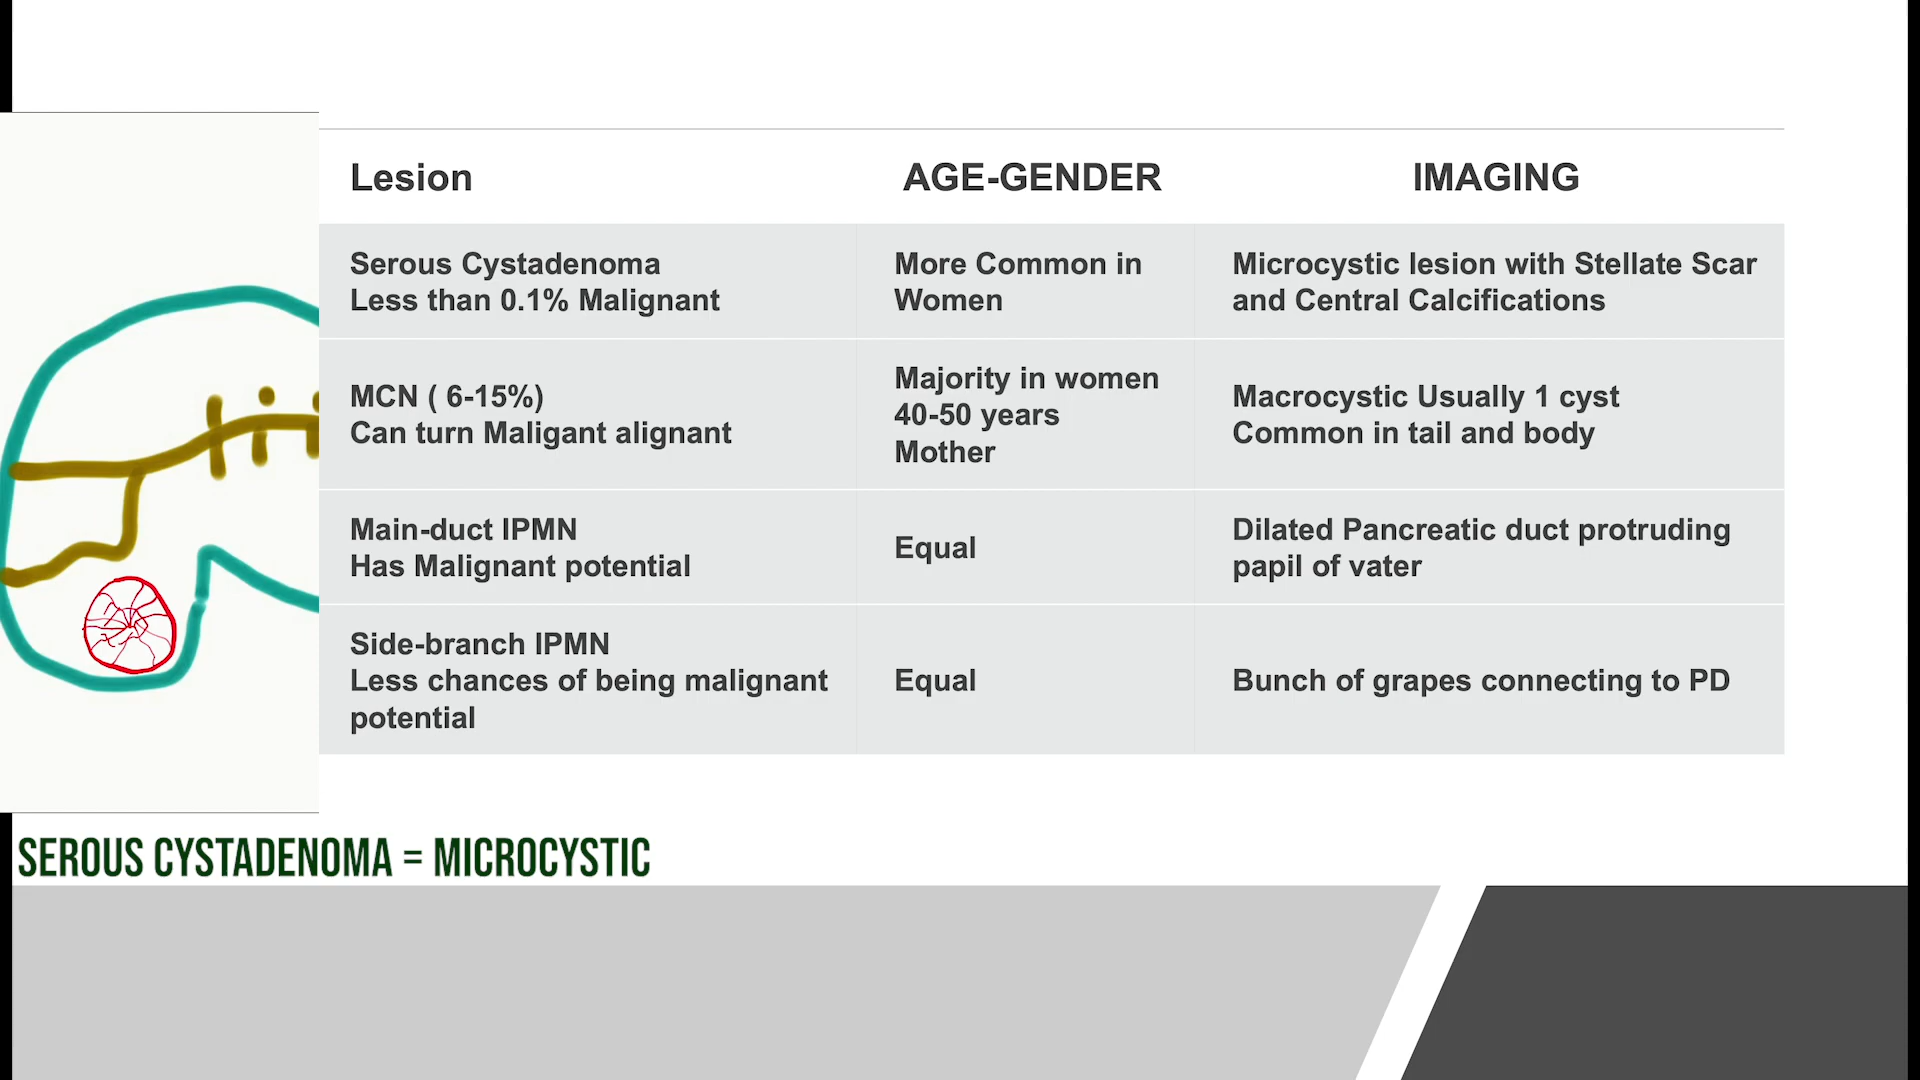 Lesion
AGE-GENDER
IMAGING
Serous Cystadenoma
Less than 0.1% Malignant
More Common in
Women
Microcystic lesion with Stellate Scar
and Central Calcifications
MCN ( 6-15%)
Can turn Maligant alignant
Majority in women
40-50 years
Mother
Macrocystic Usually 1 cyst
Common in tail and body
Main-duct IPMN
Has Malignant potential
Equal
Dilated Pancreatic duct protruding
papil of vater
Side-branch IPMN
Less chances of being malignant
potential
Equal
Bunch of grapes connecting to PD
SEROUS CYSTADENOMA = MICROCYSTIC